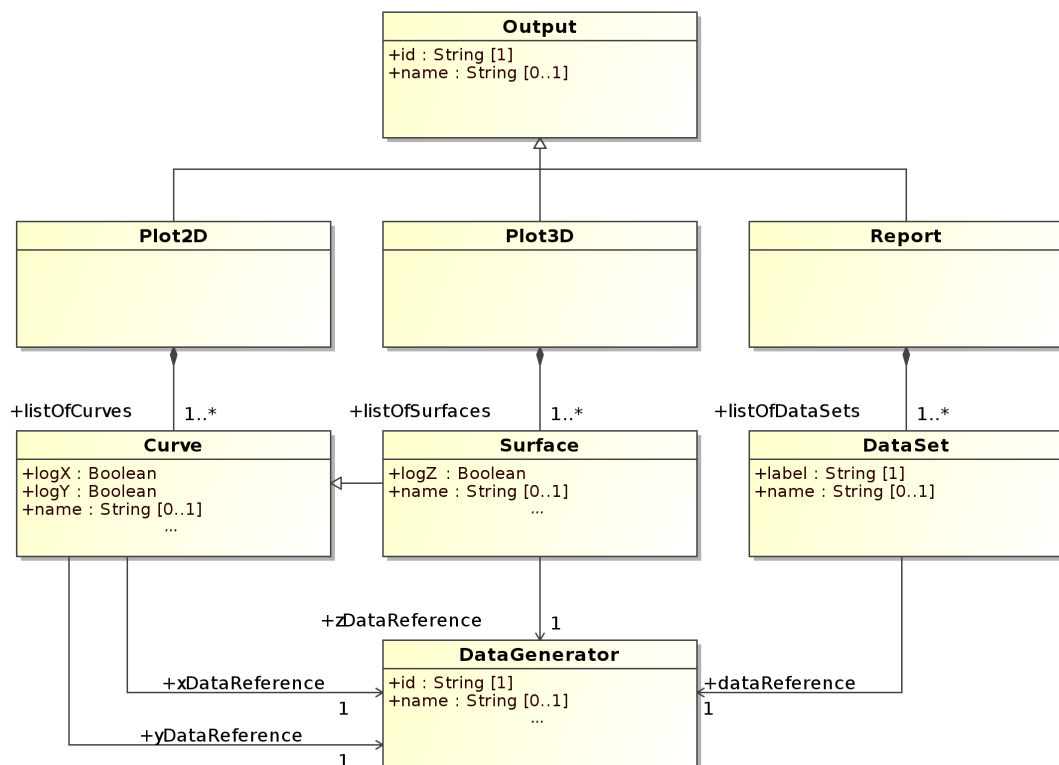 Output
+id : String [1]
+name : String [0..1]
Plot2D
Plot3D
Report
+listOfCurves
1..*
+listOfSurfaces
1..*
+listOfDataSets
1..*
Curve
+logX : Boolean
+logY : Boolean
+name : String [0..1]
...
Surface
+logZ : Boolean
+name : String [0..1]
...
DataSet
+label : String [1]
+name : String [0..1]
+zDataReference
1
DataGenerator
+id : String [1]
+name : String [0..1]
...
+xDataReference
1
+dataReference
1
+yDataReference
1